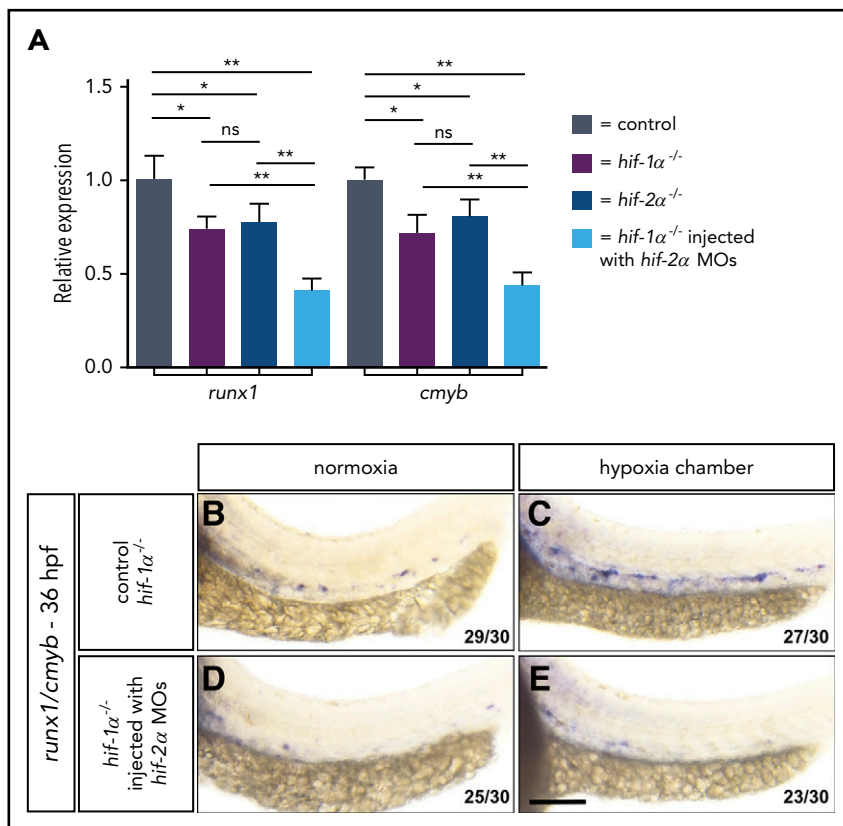 A
**
**
*
*
*
*
ns
ns
**
**
**
**
1.5
1.0
0.5
0.0
Relative expression
runx1
cmyb
= control
= hif-1α-/-
= hif-2α-/-
= hif-1α-/- injected
with hif-2α MOs
normoxia
hypoxia chamber
runx1/cmyb - 36 hpf
control
hif-1α-/-
B
29/30
C
27/30
hif-1α-/-
injected with
hif-2α MOs
D
25/30
E
23/30